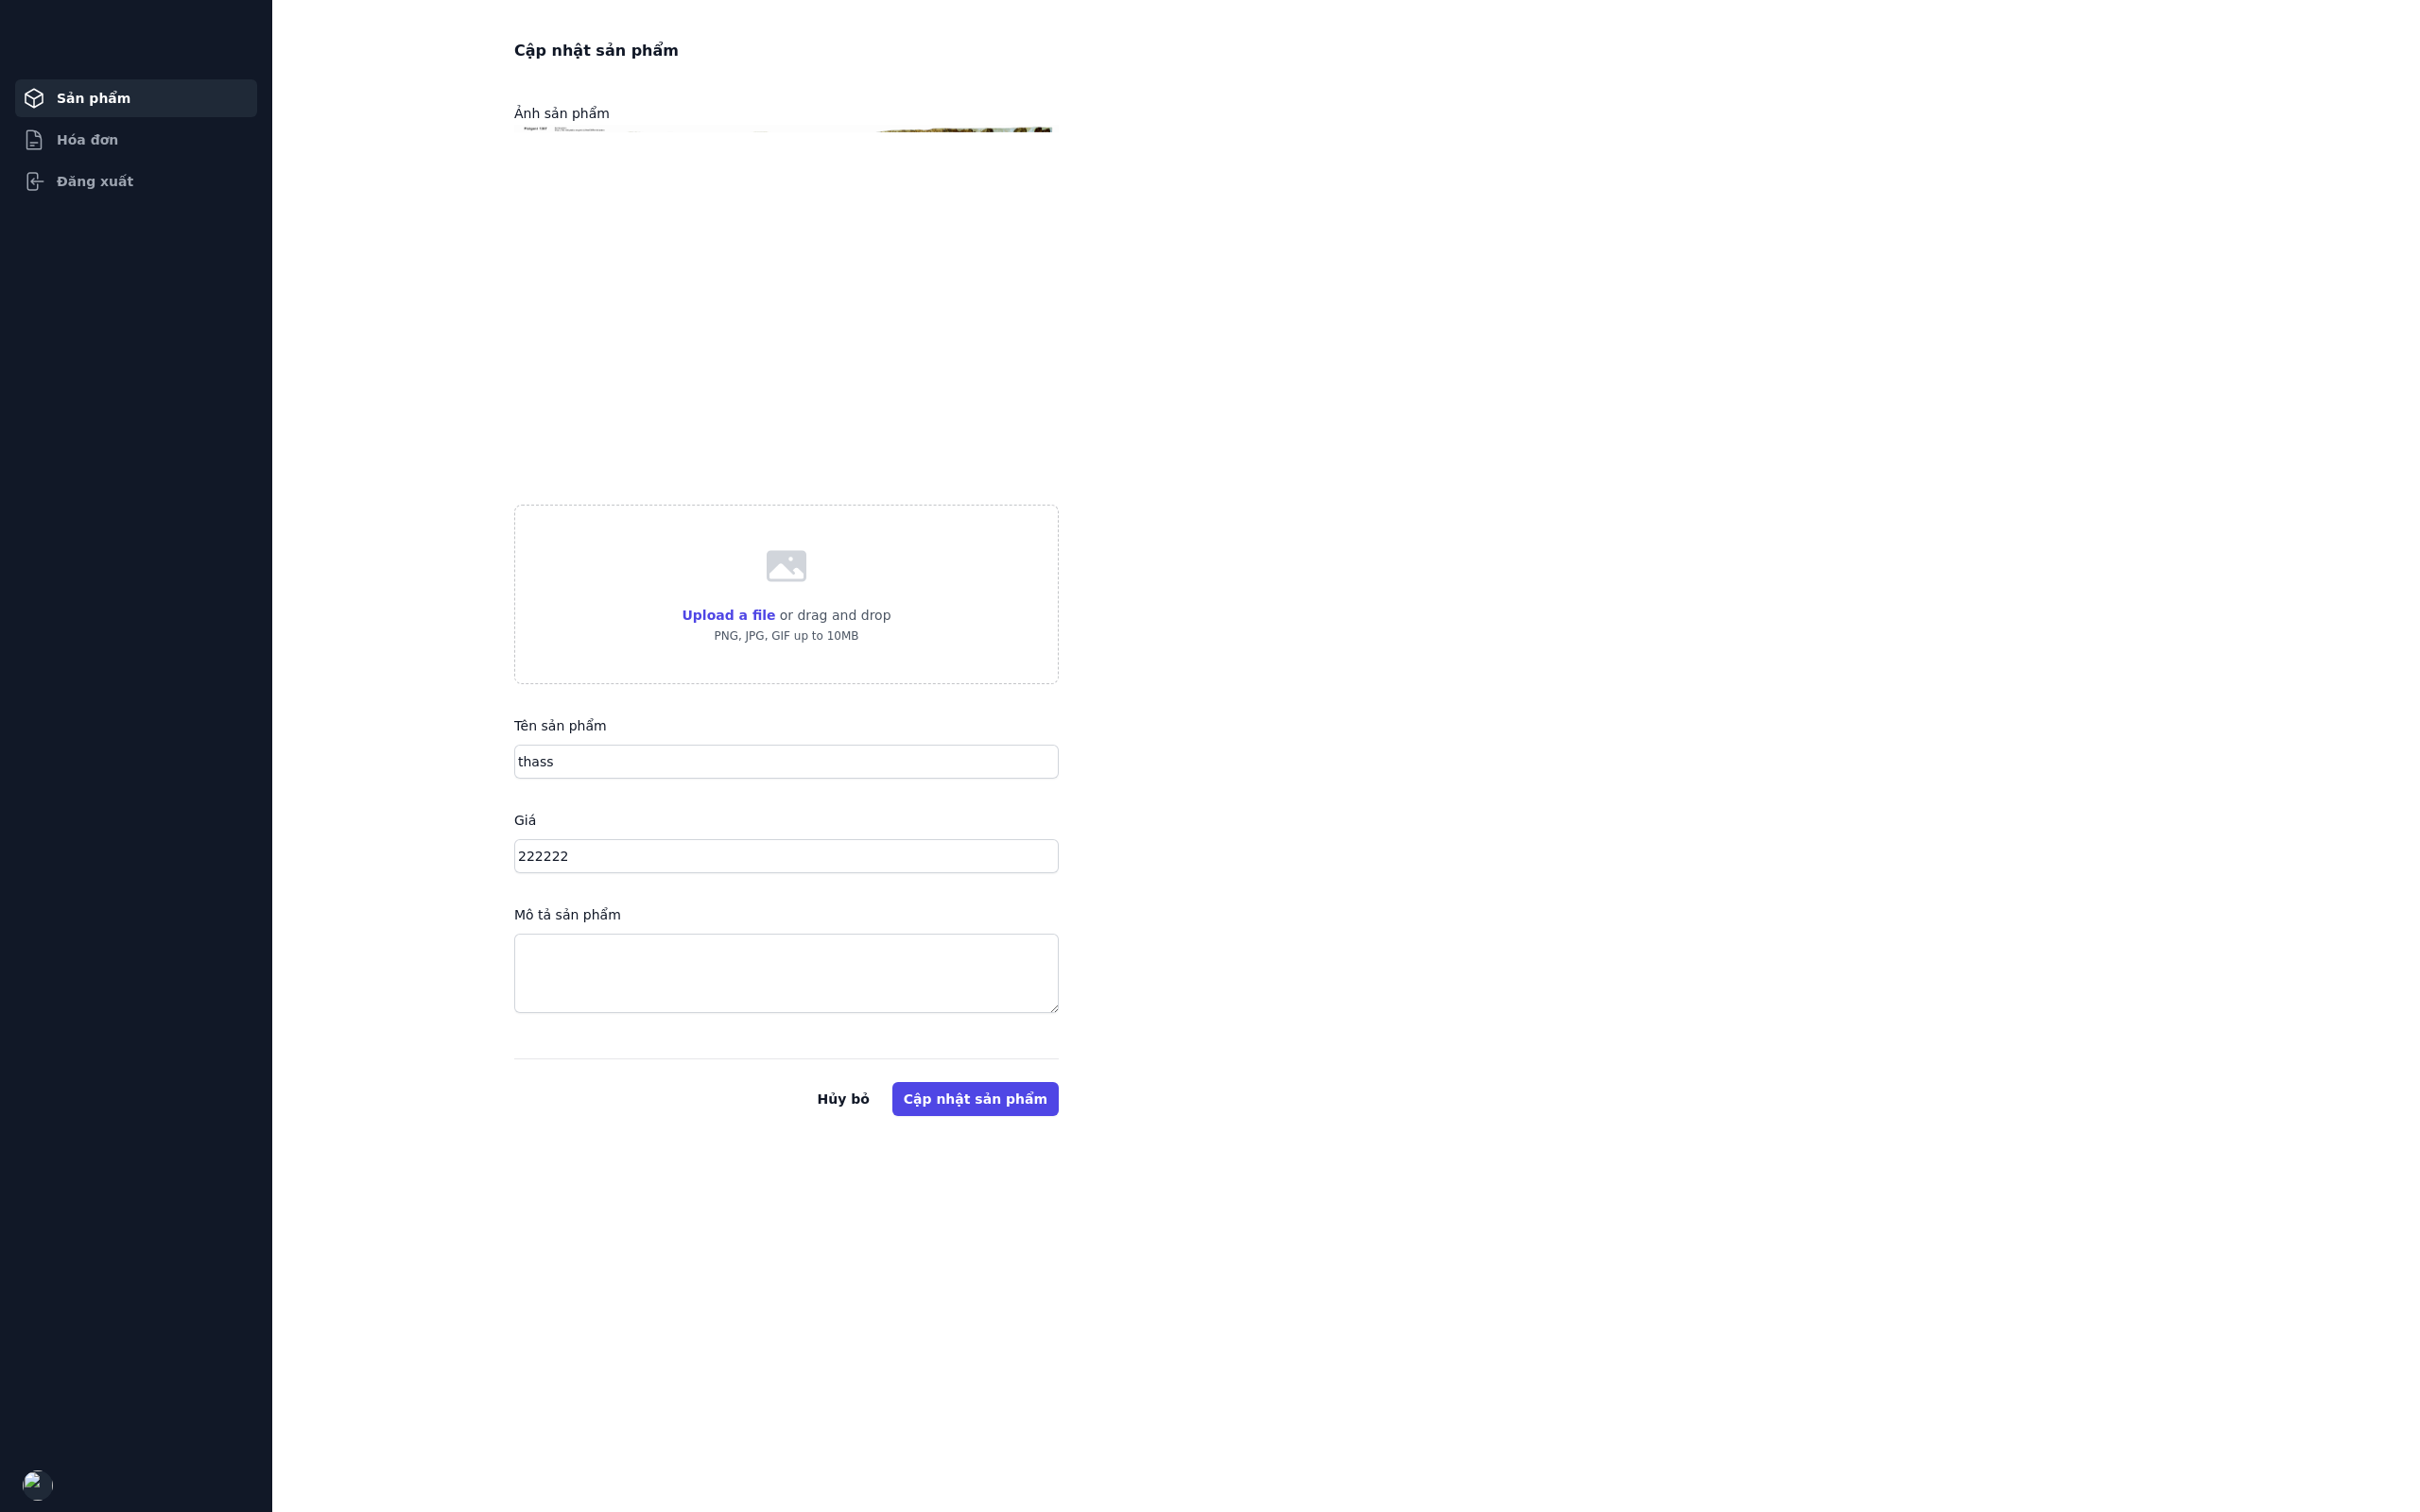 Cập nhật sản phẩm
Sản phẩm
Ảnh sản phẩm
Hóa đơn
Đăng xuất
Upload a file or drag and drop
PNG, JPG, GIF up to 10MB
Tên sản phẩm
thass
Giá
222222
Mô tả sản phẩm
Hủy bỏ
Cập nhật sản phẩm